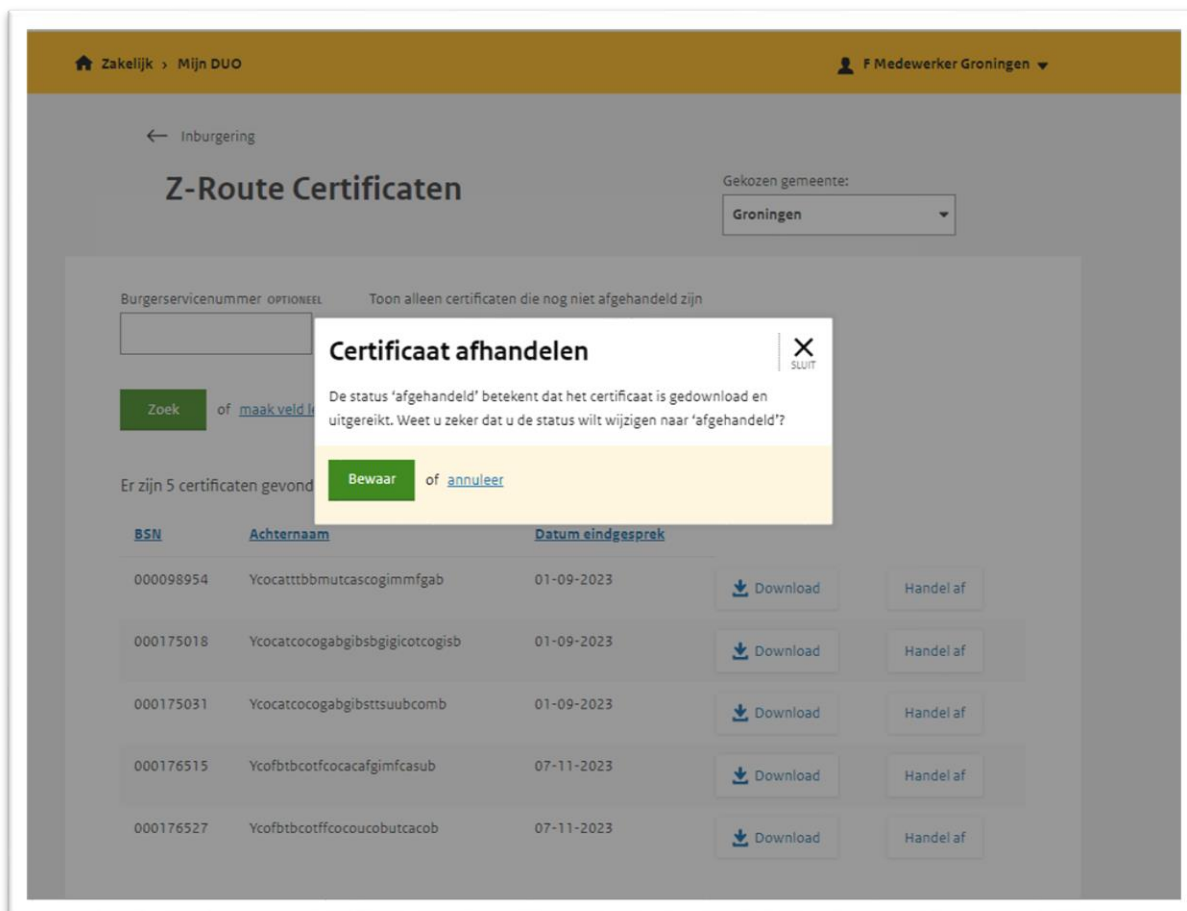 Zakelijk › Mijn DUO
F Medewerker Groningen
Inburgering
Z-Route Certificaten
Gekozen gemeente:
Groningen
Burgerservicenummer OPTIONEEL
Toon alleen certificaten die nog niet afgehandeld zijn
Certificaat afhandelen
SLUIT
De status ‘afgehandeld’ betekent dat het certificaat is gedownload en
uitgereikt. Weet u zeker dat u de status wilt wijzigen naar ‘afgehandeld’?
Zoek of maak veld
Bewaar of annuleer
Er zijn 5 certificaten
BSN Achternaam Datum eindgesprek
000098954 Ycocatttbbmutcascogimmfgab 01-09-2023 Download Handel af
000175018 Ycocatcocogabgibsbgigicotcogisb 01-09-2023 Download Handel af
000175031 Ycocatcocogabgibsttsuubcomb 01-09-2023 Download Handel af
000176515 Ycofbtbcotfcocacafgimfcasub 07-11-2023 Download Handel af
000176527 Ycofbtbcotffcocoucobutcacob 07-11-2023 Download Handel af